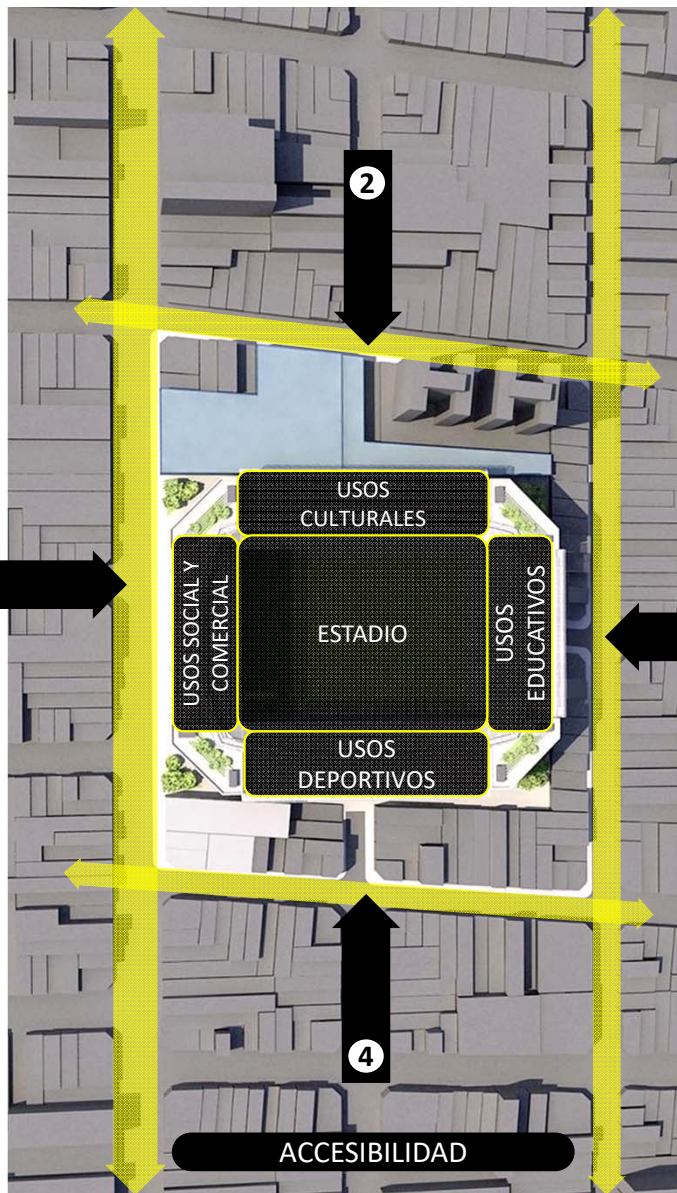 2
USOS
CULTURALES
USOS SOCIAL Y
COMERCIAL
ESTADIO
USOS
EDUCATIVOS
USOS
DEPORTIVOS
4
ACCESIBILIDAD